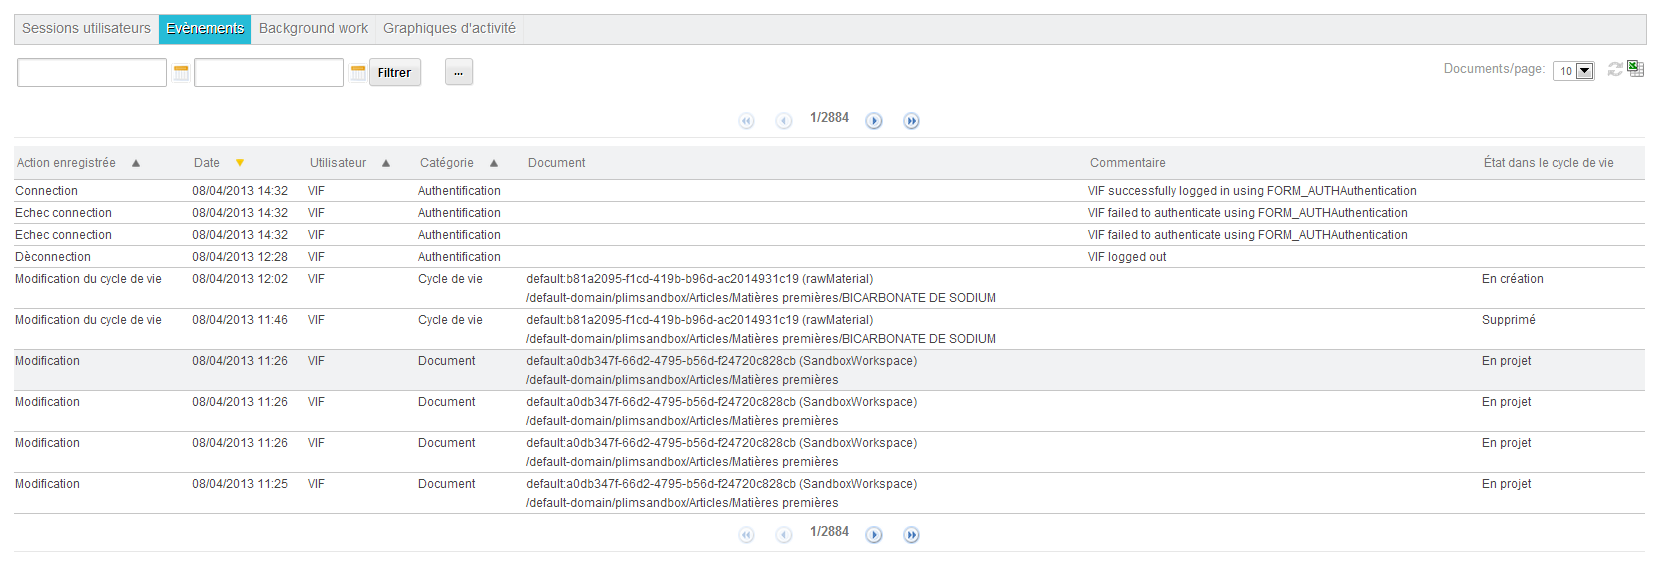 Sessions utilisateurs Evènements Background work Graphiques d'activité
Filtrer ... Documents/page: 10
1/2884
Action enregistrée Date Utilisateur Catégorie Document Commentaire État dans le cycle de vie
Connection 08/04/2013 14:32 VIF Authentification VIF successfully logged in using FORM_AUTHAuthentication
Echec connection 08/04/2013 14:32 VIF Authentification VIF failed to authenticate using FORM_AUTHAuthentication
Echec connection 08/04/2013 14:32 VIF Authentification VIF failed to authenticate using FORM_AUTHAuthentication
Dèconnection 08/04/2013 12:28 VIF Authentification VIF logged out
Modification du cycle de vie 08/04/2013 12:02 VIF Cycle de vie default:b81a2095-f1cd-419b-b96d-ac2014931c19 (rawMaterial) En création
/default-domain/plimsandbox/Articles/Matières premières/BICARBONATE DE SODIUM
Modification du cycle de vie 08/04/2013 11:46 VIF Cycle de vie default:b81a2095-f1cd-419b-b96d-ac2014931c19 (rawMaterial) Supprimé
/default-domain/plimsandbox/Articles/Matières premières/BICARBONATE DE SODIUM
Modification 08/04/2013 11:26 VIF Document default:a0db347f-66d2-4795-b56d-f24720c828cb (SandboxWorkspace) En projet
/default-domain/plimsandbox/Articles/Matières premières
Modification 08/04/2013 11:26 VIF Document default:a0db347f-66d2-4795-b56d-f24720c828cb (SandboxWorkspace) En projet
/default-domain/plimsandbox/Articles/Matières premières
Modification 08/04/2013 11:26 VIF Document default:a0db347f-66d2-4795-b56d-f24720c828cb (SandboxWorkspace) En projet
/default-domain/plimsandbox/Articles/Matières premières
Modification 08/04/2013 11:25 VIF Document default:a0db347f-66d2-4795-b56d-f24720c828cb (SandboxWorkspace) En projet
/default-domain/plimsandbox/Articles/Matières premières
1/2884